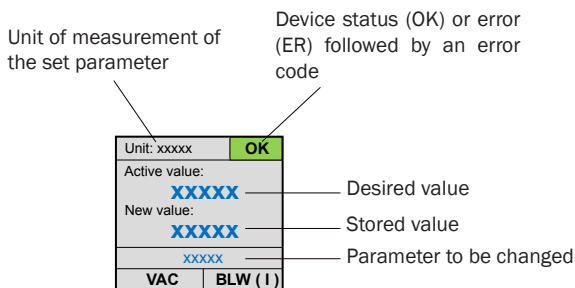 Unit of measurement of
the set parameter
Device status (OK) or error
(ER) followed by an error
code
Unit: xxxxx
OK
Active value:
xxxxx
New value:
xxxxx
xxxxx
VAC
BLW ( I )
Desired value
Stored value
Parameter to be changed